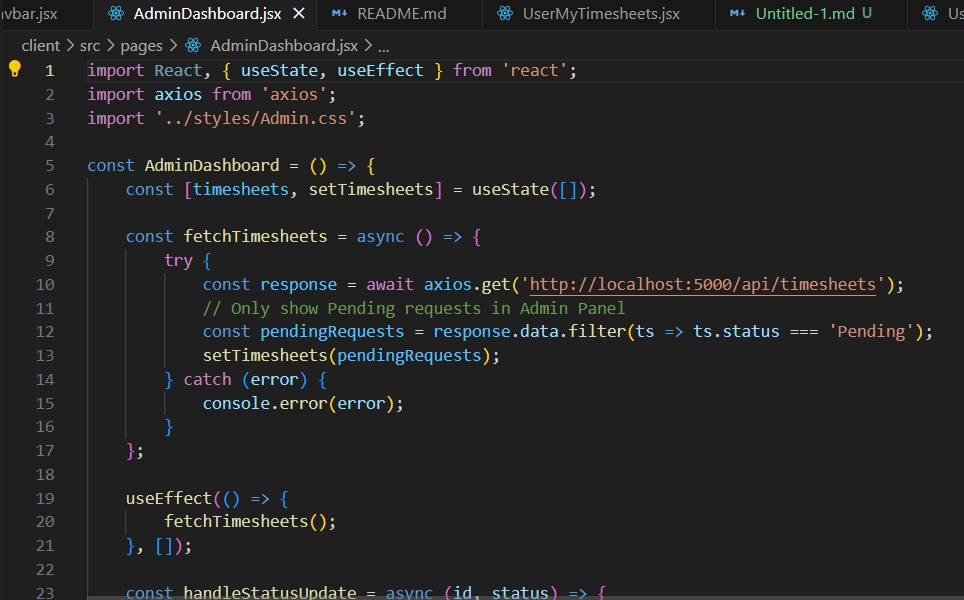 avbar.jsx AdminDashboard.jsx README.md UserMyTimesheets.jsx Untitled-1.md U Us
client > src > pages > AdminDashboard.jsx > ...
1 import React, { useState, useEffect } from 'react';
2 import axios from 'axios';
3 import '../styles/Admin.css';
4
5 const AdminDashboard = () => {
6 const [timesheets, setTimesheets] = useState([]);
7
8 const fetchTimesheets = async () => {
9 try {
10 const response = await axios.get('http://localhost:5000/api/timesheets');
11 // Only show Pending requests in Admin Panel
12 const pendingRequests = response.data.filter(ts => ts.status === 'Pending');
13 setTimesheets(pendingRequests);
14 } catch (error) {
15 console.error(error);
16 }
17 };
18
19 useEffect(() => {
20 fetchTimesheets();
21 }, []);
22
23 const handleStatusUpdate = async (id, status) => {